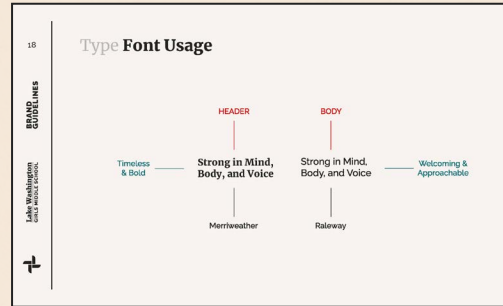 18
Type Font Usage
BRAND
GUIDELINES
Lake Washington
GIRLS MIDDLE SCHOOL
HEADER
BODY
Timeless
& Bold
Strong in Mind,
Body, and Voice
Strong in Mind,
Body, and Voice
Welcoming &
Approachable
Merriweather
Raleway